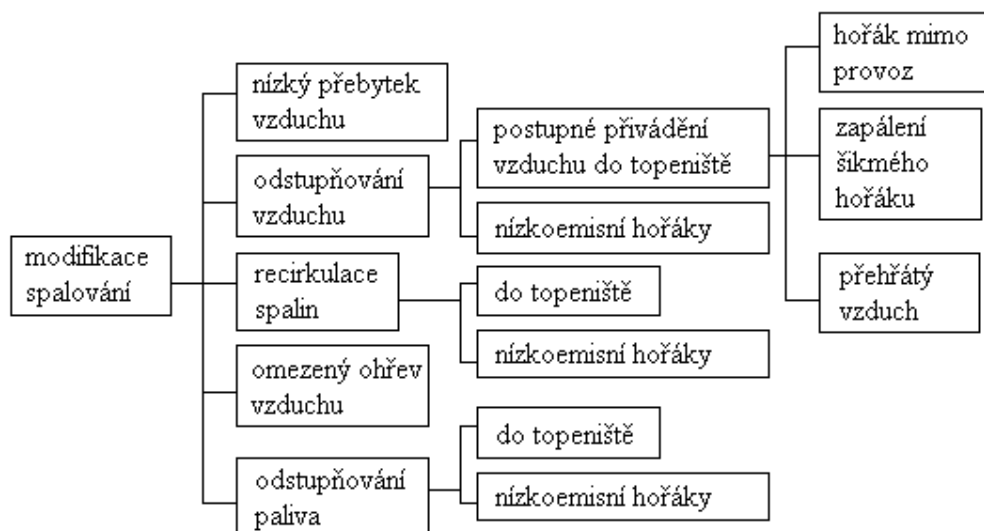 modifikace
spalování
nízký přebytek
vzduchu
odstupňování
vzduchu
recirkulace
spalin
omezený ohřev
vzduchu
odstupňování
paliva
postupné přivádění
vzduchu do topeniště
nízkoemisní hořáky
do topeniště
nízkoemisní hořáky
do topeniště
nízkoemisní hořáky
hořák mimo
provoz
zapálení
šikmého
hořáku
přehřátý
vzduch